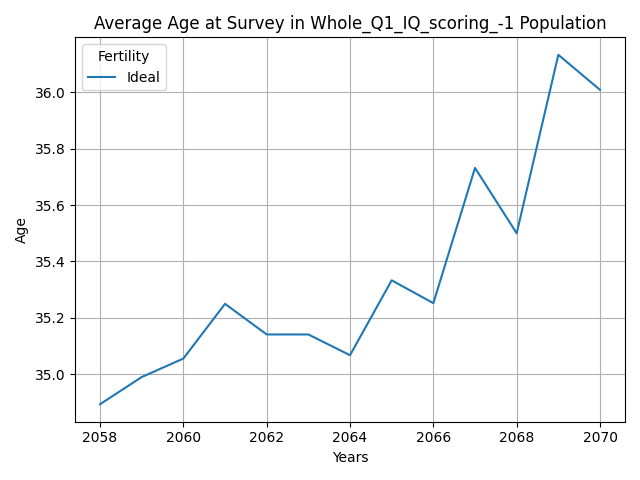 Average Age at Survey in Whole_Q1_IQ_scoring_-1 Population
Fertility
Ideal
36.0
35.8
35.6
35.4
35.2
35.0
Age
2058 2060 2062 2064 2066 2068 2070
Years